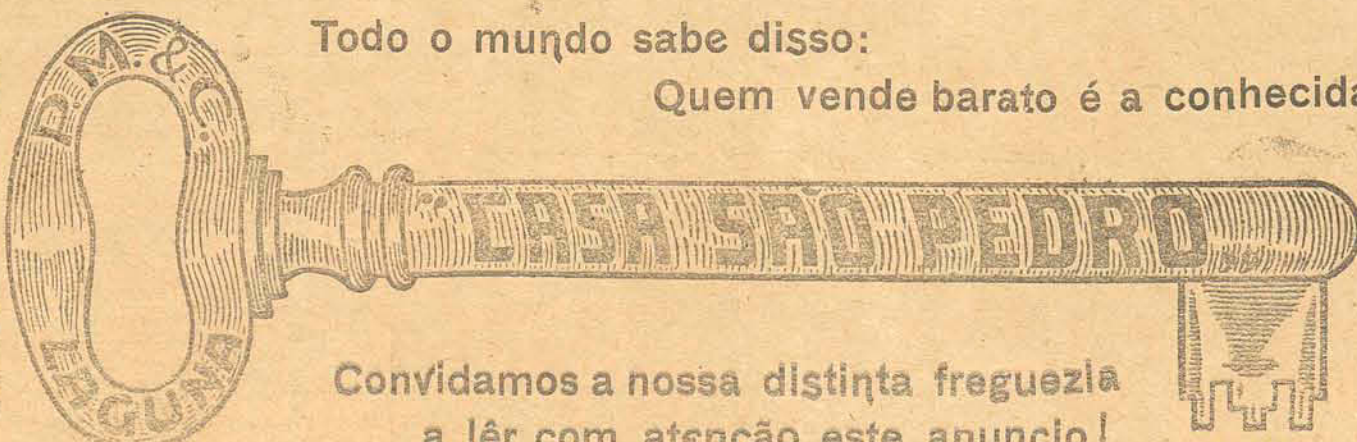 Todo o mundo sabe disso:
Quem vende barato é a conhecida
P. M. & C.
CASA SÃO PEDRO
LAGUNA
Convidamos a nossa distinta freguezia
a lêr com atenção este anuncio!